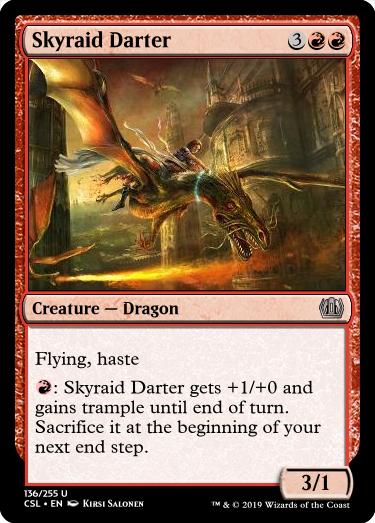 Skyraid Darter 3
Creature — Dragon
Flying, haste
: Skyraid Darter gets +1/+0 and
gains trample until end of turn.
Sacrifice it at the beginning of your
next end step.
3/1
136/255 U
CSL • EN Kirsi Salonen
™ & © 2019 Wizards of the Coast